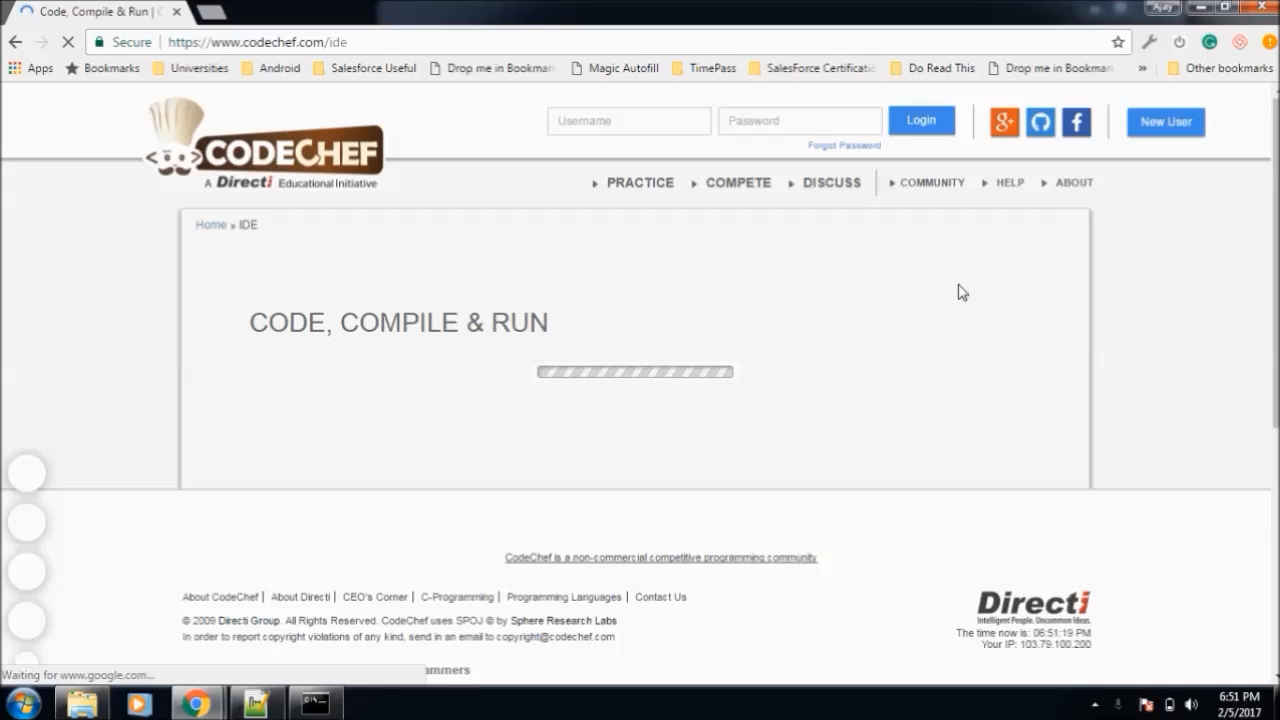 Code, Compile & Run |
Ajay
Secure | https://www.codechef.com/ide
Apps Bookmarks Universities Android Salesforce Useful Drop me in Bookmar Magic Autofill TimePass SalesForce Certificatic Do Read This Drop me in Bookmar » Other bookmarks
CODECHEF
A Directi Educational Initiative
Username Password Login New User
Forgot Password
PRACTICE COMPETE DISCUSS COMMUNITY HELP ABOUT
Home » IDE
CODE, COMPILE & RUN
CodeChef is a non-commercial competitive programming community
About CodeChef | About Directi | CEO's Corner | C-Programming | Programming Languages | Contact Us
© 2009 Directi Group. All Rights Reserved. CodeChef uses SPOJ © by Sphere Research Labs
In order to report copyright violations of any kind, send in an email to copyright@codechef.com
Directi
Intelligent People. Uncommon Ideas.
The time now is: 06:51:19 PM
Your IP: 103.79.100.200
Waiting for www.google.com...
ammers
6:51 PM
2/5/2017